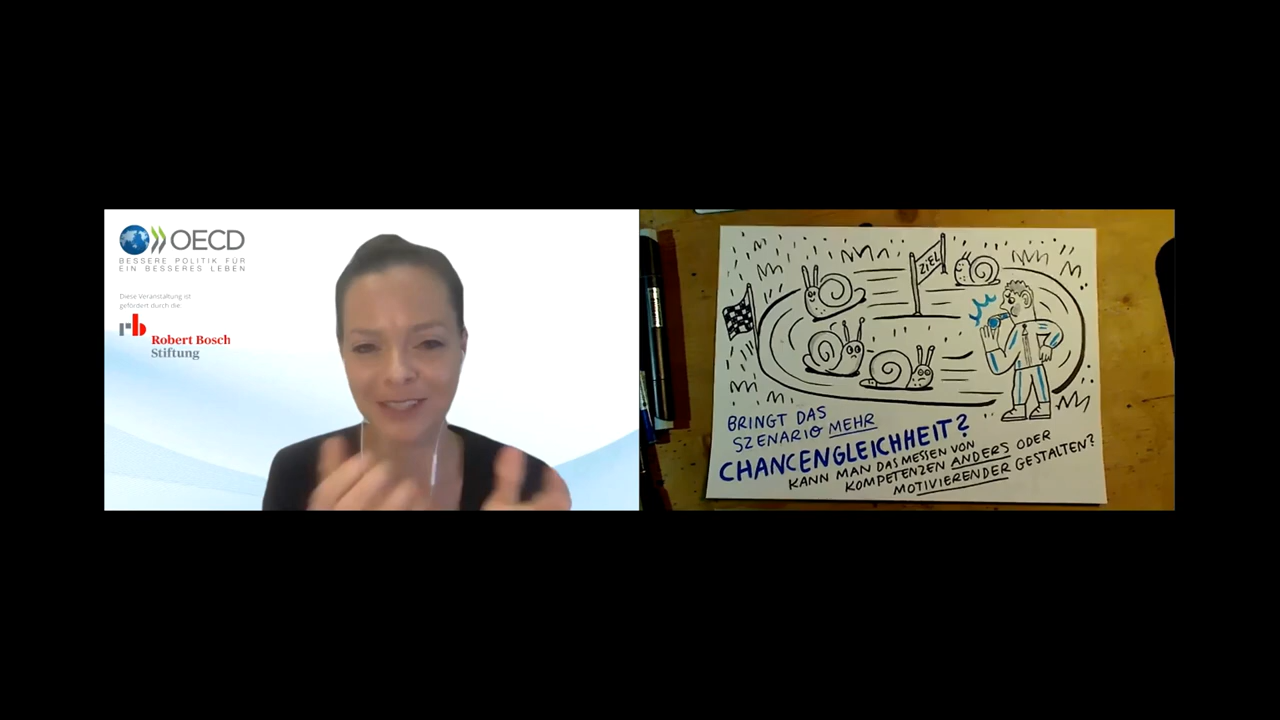 OECD
BESSERE POLITIK FÜR
EIN BESSERES LEBEN
Diese Veranstaltung ist
gefördert durch die:
rb
Robert Bosch
Stiftung
ZIEL
BRINGT DAS
SZENARIO MEHR
CHANCENGLEICHHEIT?
KANN MAN DAS MESSEN VON
KOMPETENZEN ANDERS ODER
MOTIVIERENDER GESTALTEN?